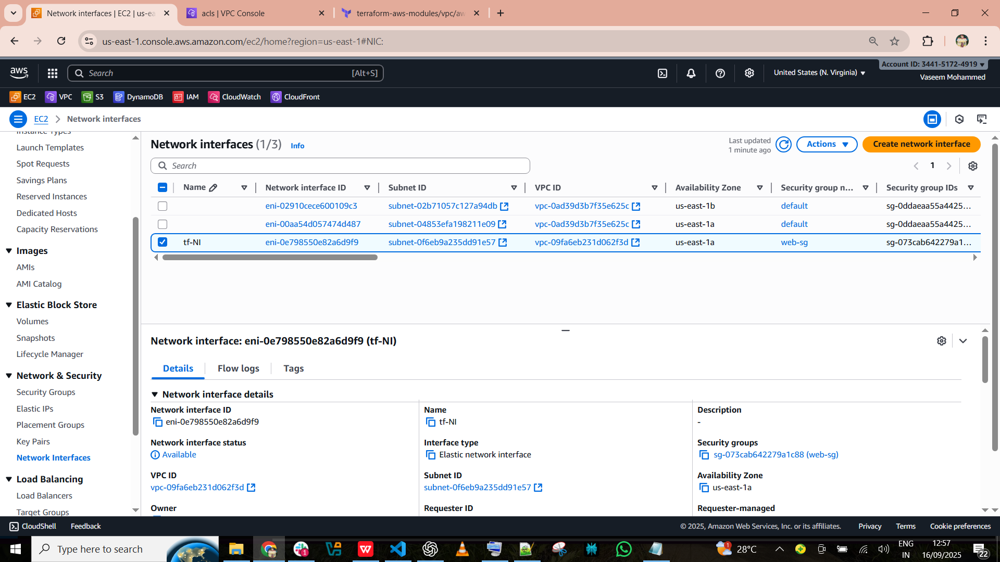 Network interfaces | EC2 | us-ea
acls | VPC Console
terraform-aws-modules/vpc/aw
us-east-1.console.aws.amazon.com/ec2/home?region=us-east-1#NIC:
aws
Search
[Alt+S]
United States (N. Virginia)
Account ID: 3441-5172-4919
Vaseem Mohammed
EC2
VPC
S3
DynamoDB
IAM
CloudWatch
CloudFront
EC2
Network interfaces
Instance Types
Launch Templates
Spot Requests
Savings Plans
Reserved Instances
Dedicated Hosts
Capacity Reservations
Images
AMIs
AMI Catalog
Elastic Block Store
Volumes
Snapshots
Lifecycle Manager
Network & Security
Security Groups
Elastic IPs
Placement Groups
Key Pairs
Network Interfaces
Load Balancing
Load Balancers
Target Groups
Network interfaces (1/3) Info
Last updated
1 minute ago
Actions
Create network interface
Search
1
Name Network interface ID Subnet ID VPC ID Availability Zone Security group n... Security group IDs
eni-02910cece600109c3 subnet-02b71057c127a94db vpc-0ad39d3b7f35e625c us-east-1b default sg-0ddaeaa55a4425...
eni-00aa54d057474d487 subnet-04853efa198211e09 vpc-0ad39d3b7f35e625c us-east-1a default sg-0ddaeaa55a4425...
tf-NI eni-0e798550e82a6d9f9 subnet-0f6eb9a235dd91e57 vpc-09fa6eb231d062f3d us-east-1a web-sg sg-073cab642279a1...
Network interface: eni-0e798550e82a6d9f9 (tf-NI)
Details
Flow logs
Tags
Network interface details
Network interface ID
eni-0e798550e82a6d9f9
Name
tf-NI
Description
-
Network interface status
Available
Interface type
Elastic network interface
Security groups
sg-073cab642279a1c88 (web-sg)
VPC ID
vpc-09fa6eb231d062f3d
Subnet ID
subnet-0f6eb9a235dd91e57
Availability Zone
us-east-1a
Owner
Requester ID
Requester-managed
CloudShell
Feedback
© 2025, Amazon Web Services, Inc. or its affiliates.
Privacy
Terms
Cookie preferences
Type here to search
1
W
1
28°C
ENG
IN
12:57
16/09/2025
22